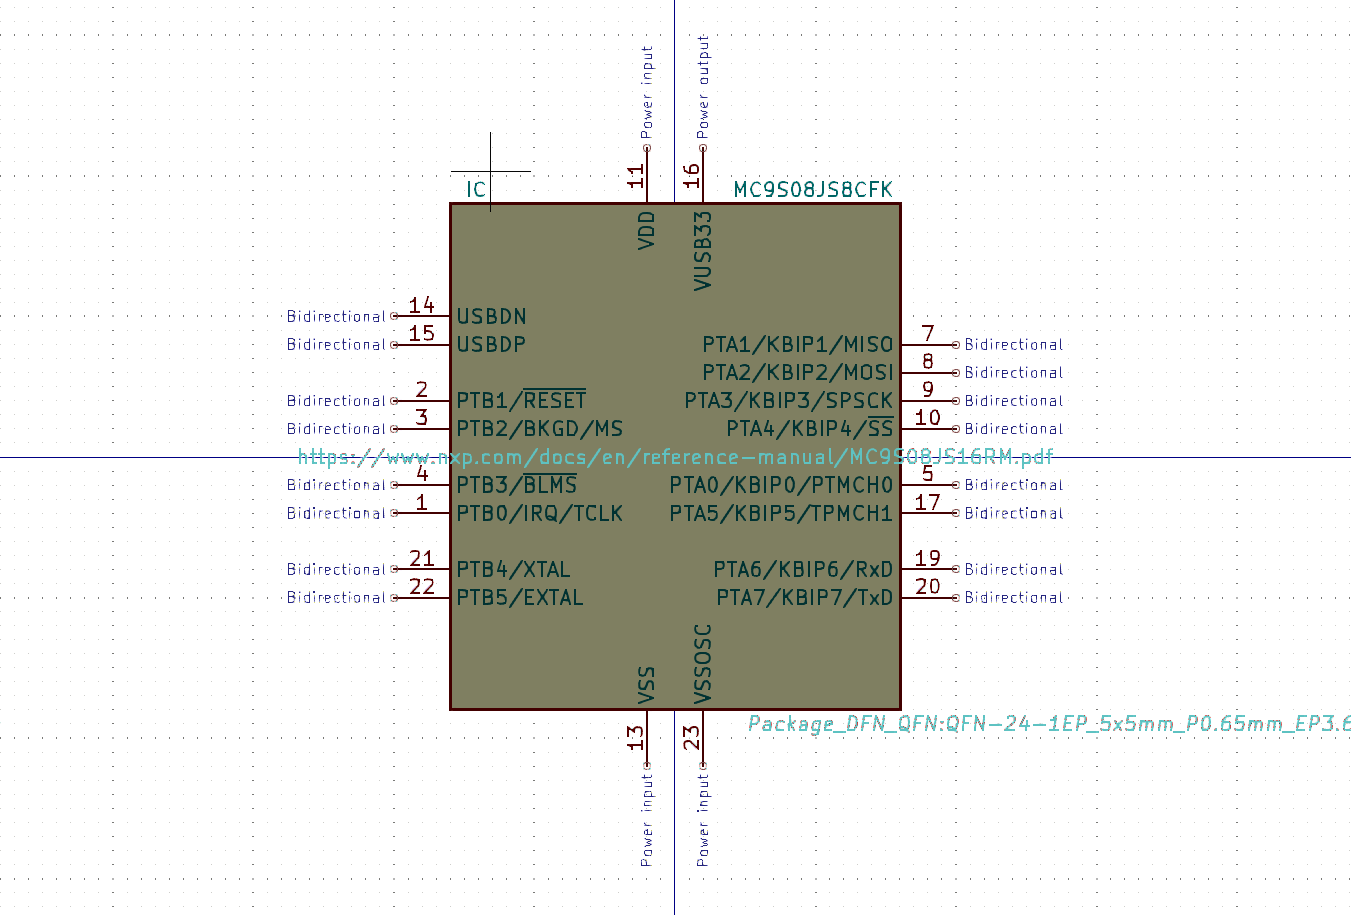 Power input
Power output
11
16
IC
MC9S08JS8CFK
VDD
VUSB33
Bidirectional 14 USBDN
Bidirectional 15 USBDP
PTA1/KBIP1/MISO 7 Bidirectional
PTA2/KBIP2/MOSI 8 Bidirectional
Bidirectional 2 PTB1/RESET
PTA3/KBIP3/SPSCK 9 Bidirectional
Bidirectional 3 PTB2/BKGD/MS
PTA4/KBIP4/SS 10 Bidirectional
https://www.nxp.com/docs/en/reference-manual/MC9S08JS16RM.pdf
Bidirectional 4 PTB3/BLMS
PTA0/KBIP0/PTMCH0 5 Bidirectional
Bidirectional 1 PTB0/IRQ/TCLK
PTA5/KBIP5/TPMCH1 17 Bidirectional
Bidirectional 21 PTB4/XTAL
PTA6/KBIP6/RxD 19 Bidirectional
Bidirectional 22 PTB5/EXTAL
PTA7/KBIP7/TxD 20 Bidirectional
VSS
VSSOSC
13
23
Package_DFN_QFN:QFN-24-1EP_5x5mm_P0.65mm_EP3.6
Power input
Power input